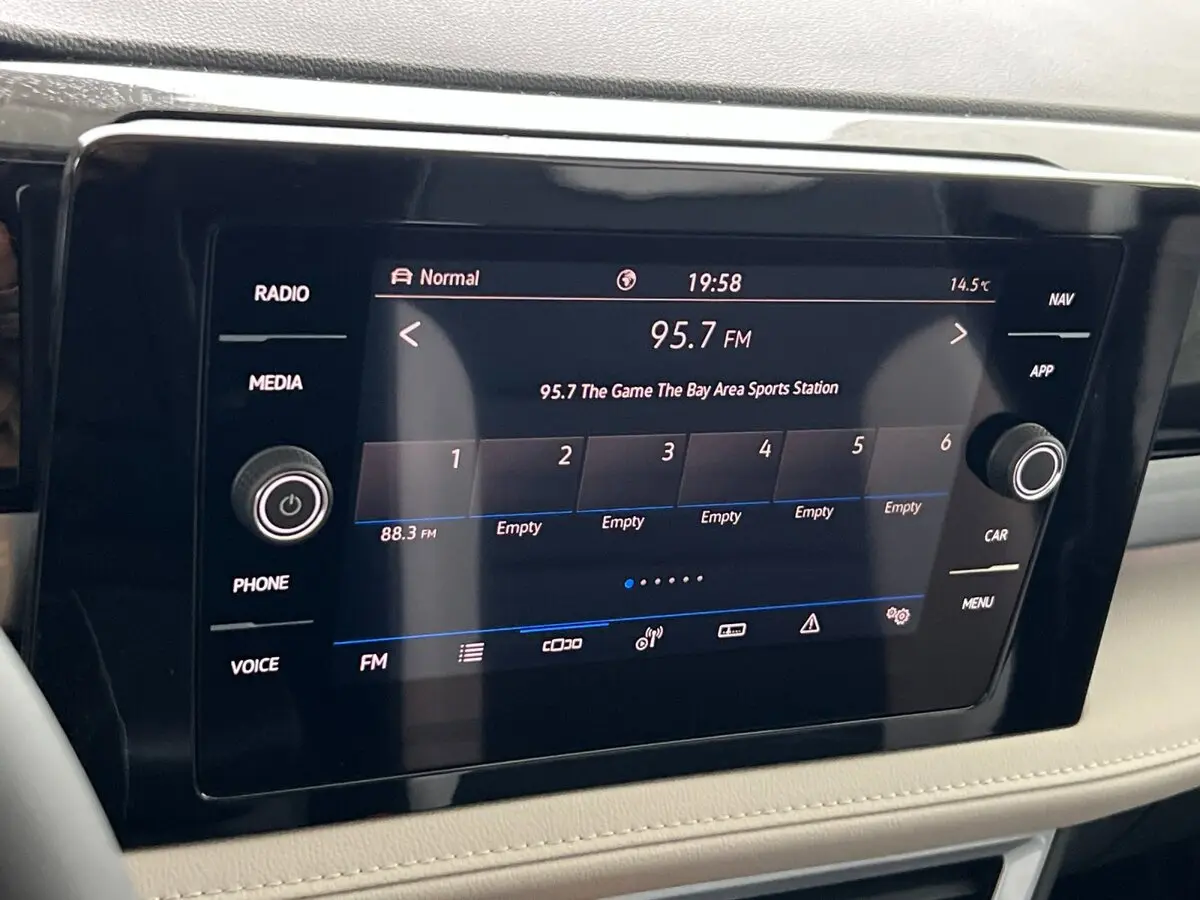 RADIO
MEDIA
PHONE
VOICE
Normal 19:58 14.5°C
95.7 FM
95.7 The Game The Bay Area Sports Station
1 2 3 4 5 6
88.3 FM Empty Empty Empty Empty Empty
FM
NAV
APP
CAR
MENU